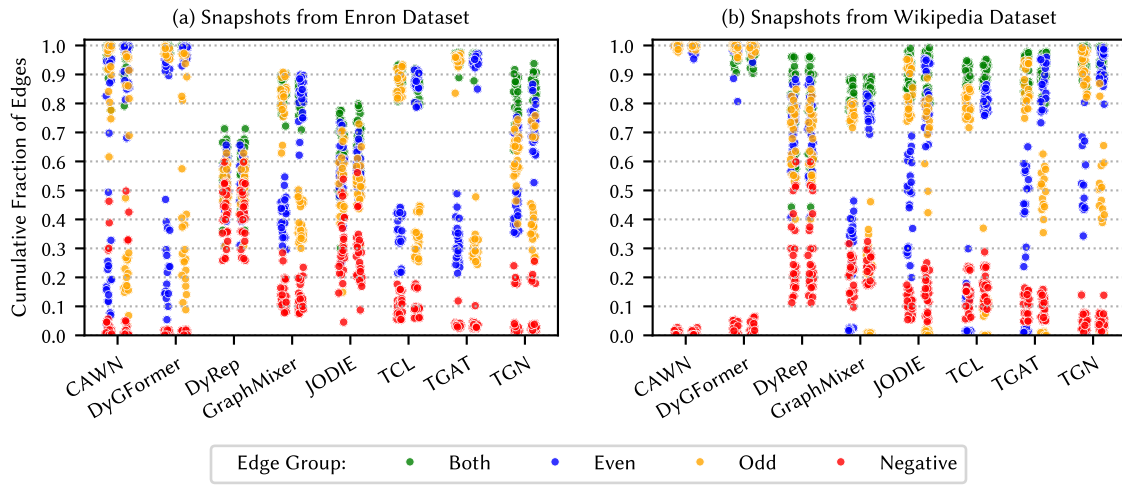 (a) Snapshots from Enron Dataset
(b) Snapshots from Wikipedia Dataset
Cumulative Fraction of Edges
1.0
0.9
0.8
0.7
0.6
0.5
0.4
0.3
0.2
0.1
0.0
1.0
0.9
0.8
0.7
0.6
0.5
0.4
0.3
0.2
0.1
0.0
CAWN
DyGFormer
DyRep
GraphMixer
JODIE
TCL
TGAT
TGN
CAWN
DyGFormer
DyRep
GraphMixer
JODIE
TCL
TGAT
TGN
Edge Group: Both Even Odd Negative